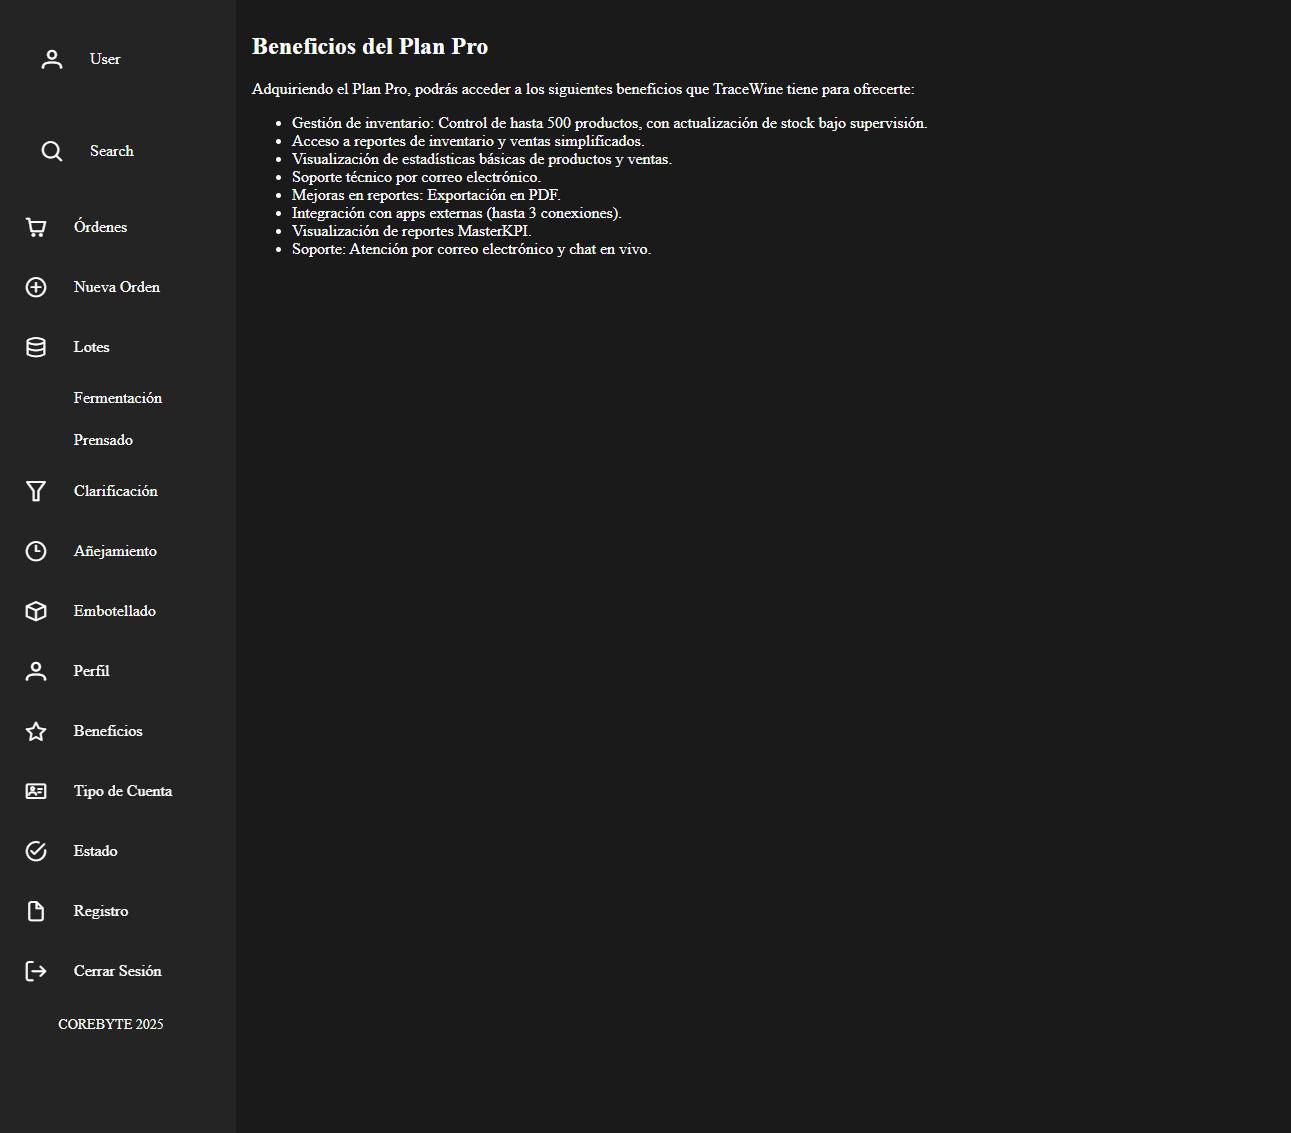 User
Search
Órdenes
Nueva Orden
Lotes
Fermentación
Prensado
Clarificación
Añejamiento
Embotellado
Perfil
Beneficios
Tipo de Cuenta
Estado
Registro
Cerrar Sesión
COREBYTE 2025
Beneficios del Plan Pro
Adquiriendo el Plan Pro, podrás acceder a los siguientes beneficios que TraceWine tiene para ofrecerte:
• Gestión de inventario: Control de hasta 500 productos, con actualización de stock bajo supervisión.
• Acceso a reportes de inventario y ventas simplificados.
• Visualización de estadísticas básicas de productos y ventas.
• Soporte técnico por correo electrónico.
• Mejoras en reportes: Exportación en PDF.
• Integración con apps externas (hasta 3 conexiones).
• Visualización de reportes MasterKPI.
• Soporte: Atención por correo electrónico y chat en vivo.